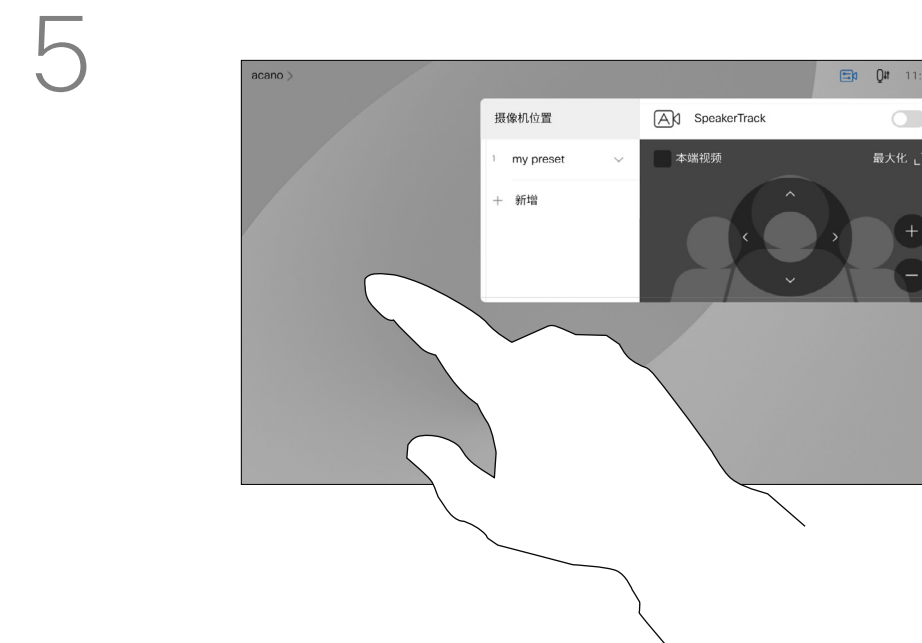 5
acano >
11:
摄像机位置
SpeakerTrack
1 my preset
本端视频
最大化
+ 新增